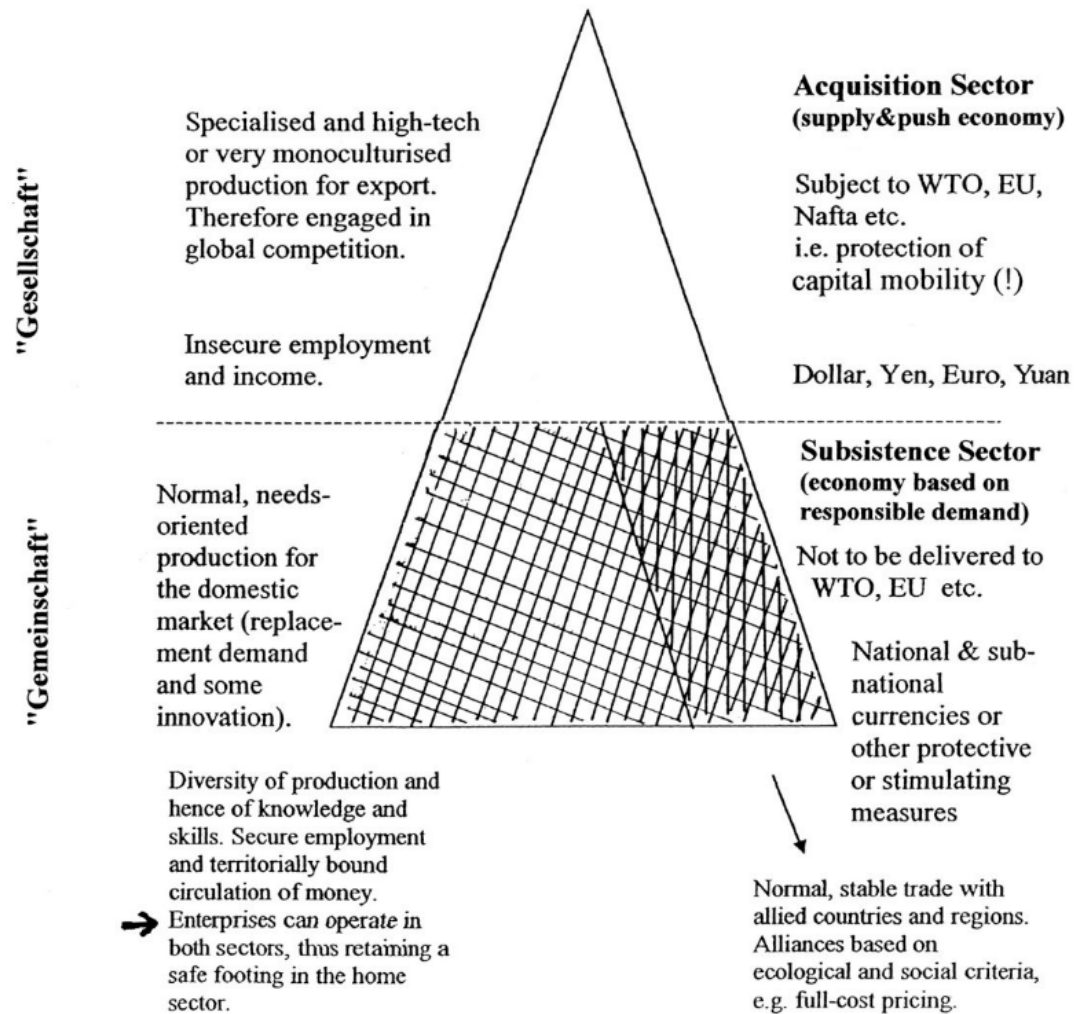 "Gesellschaft"
Specialised and high-tech
or very monoculturised
production for export.
Therefore engaged in
global competition.
Insecure employment
and income.
Acquisition Sector
(supply&push economy)
Subject to WTO, EU,
Nafta etc.
i.e. protection of
capital mobility (!)
Dollar, Yen, Euro, Yuan
"Gemeinschaft"
Normal, needs-
oriented
production for
the domestic
market (replace-
ment demand
and some
innovation).
Subsistence Sector
(economy based on
responsible demand)
Not to be delivered to
WTO, EU etc.
National & sub-
national
currencies or
other protective
or stimulating
measures
Diversity of production and
hence of knowledge and
skills. Secure employment
and territorially bound
circulation of money.
Enterprises can operate in
both sectors, thus retaining a
safe footing in the home
sector.
Normal, stable trade with
allied countries and regions.
Alliances based on
ecological and social criteria,
e.g. full-cost pricing.